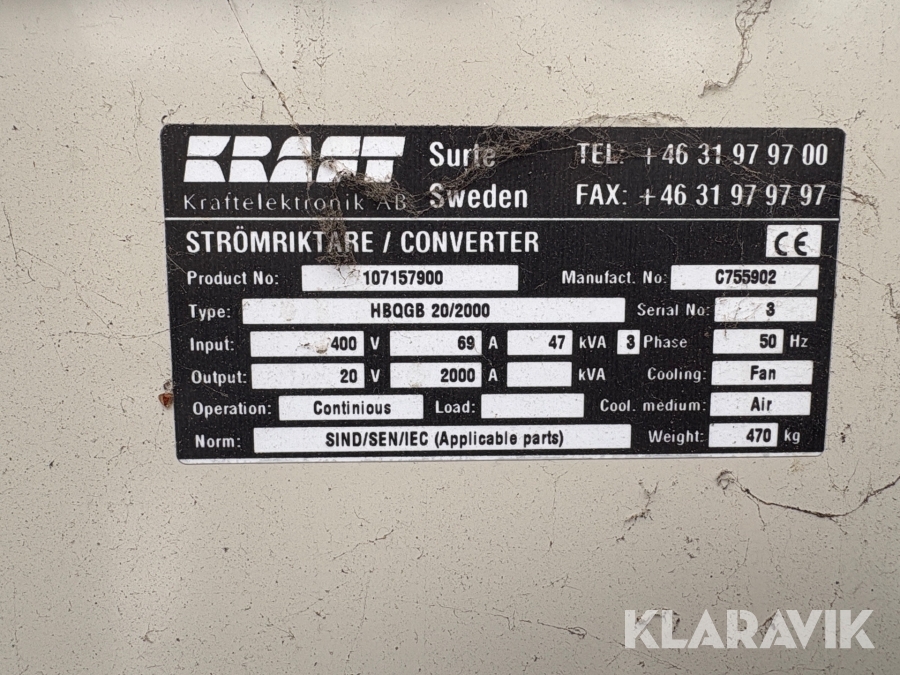 KRAFT Surte TEL: +46 31 97 97 00
Kraftelektronik AB Sweden FAX: +46 31 97 97 97
STRÖMRIKTARE / CONVERTER CE
Product No: 107157900 Manufact. No: C755902
Type: HBQGB 20/2000 Serial No: 3
Input: 400 V 69 A 47 kVA 3 Phase 50 Hz
Output: 20 V 2000 A kVA Cooling: Fan
Operation: Continious Load: Cool. medium: Air
Norm: SIND/SEN/IEC (Applicable parts) Weight: 470 kg
KLARAVIK